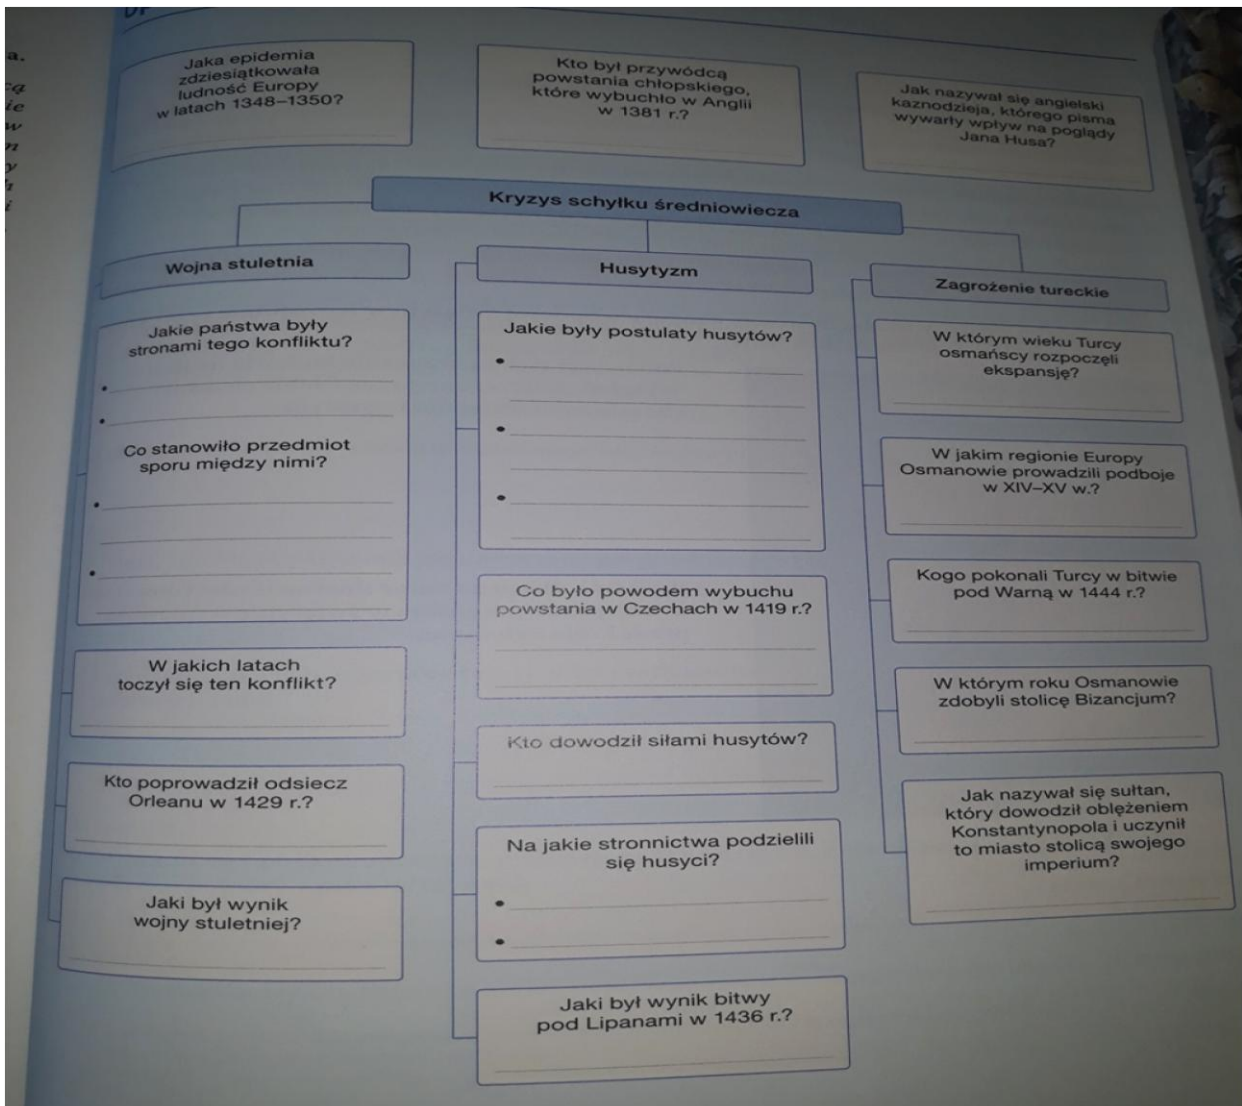 Jaka epidemia
zdziesiątkowała
ludność Europy
w latach 1348–1350?
Kto był przywódcą
powstania chłopskiego,
które wybuchło w Anglii
w 1381 r.?
Jak nazywał się angielski
kaznodzieja, którego pisma
wywarły wpływ na poglądy
Jana Husa?
Kryzys schyłku średniowiecza
Wojna stuletnia
Jakie państwa były
stronami tego konfliktu?
•
•
Co stanowiło przedmiot
sporu między nimi?
•
•
W jakich latach
toczył się ten konflikt?
Kto poprowadził odsiecz
Orleanu w 1429 r.?
Jaki był wynik
wojny stuletniej?
Husytyzm
Jakie były postulaty husytów?
•
•
•
Co było powodem wybuchu
powstania w Czechach w 1419 r.?
Kto dowodził siłami husytów?
Na jakie stronnictwa podzielili
się husyci?
•
•
Jaki był wynik bitwy
pod Lipanami w 1436 r.?
Zagrożenie tureckie
W którym wieku Turcy
osmańscy rozpoczęli
ekspansję?
W jakim regionie Europy
Osmanowie prowadzili podboje
w XIV–XV w.?
Kogo pokonali Turcy w bitwie
pod Warną w 1444 r.?
W którym roku Osmanowie
zdobyli stolicę Bizancjum?
Jak nazywał się sułtan,
który dowodził oblężeniem
Konstantynopola i uczynił
to miasto stolicą swojego
imperium?